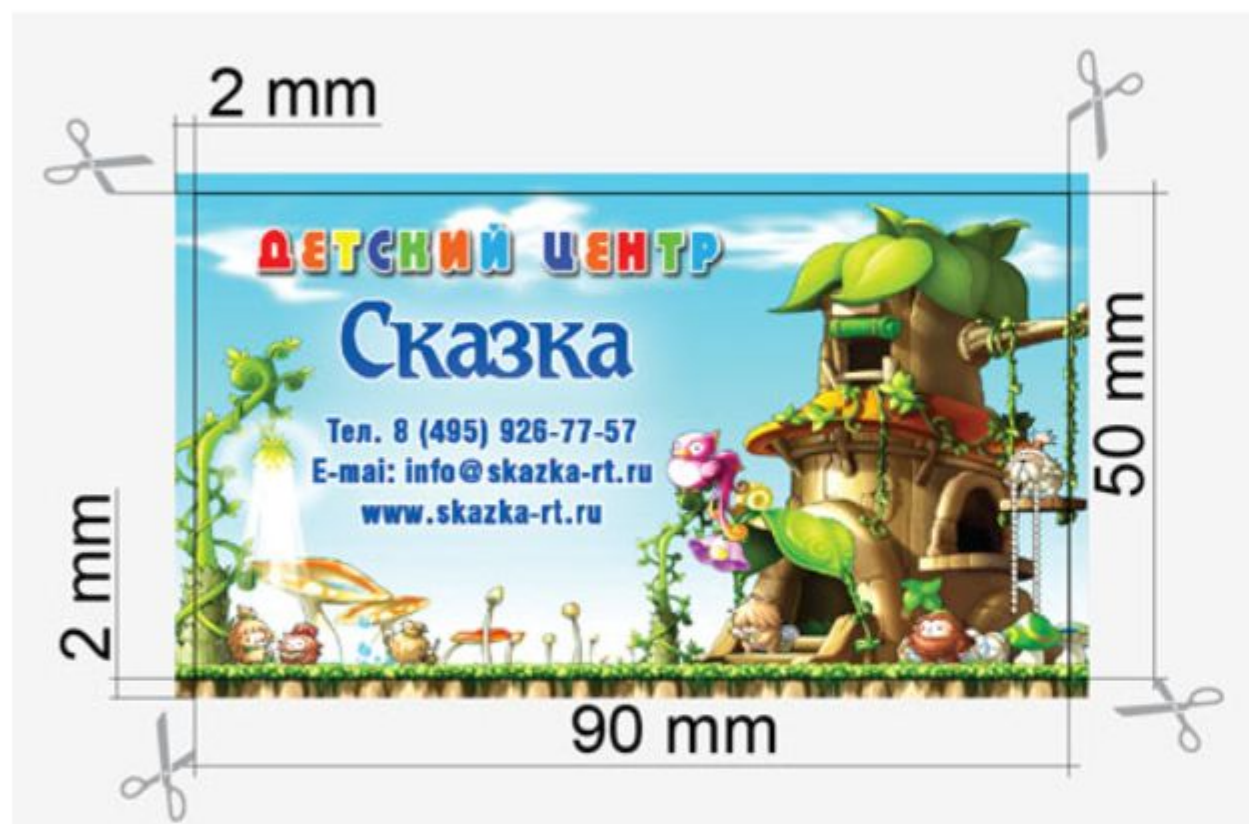 2 mm
ДЕТСКИЙ ЦЕНТР
Сказка
Тел. 8 (495) 926-77-57
E-mai: info@skazka-rt.ru
www.skazka-rt.ru
50 mm
2 mm
90 mm